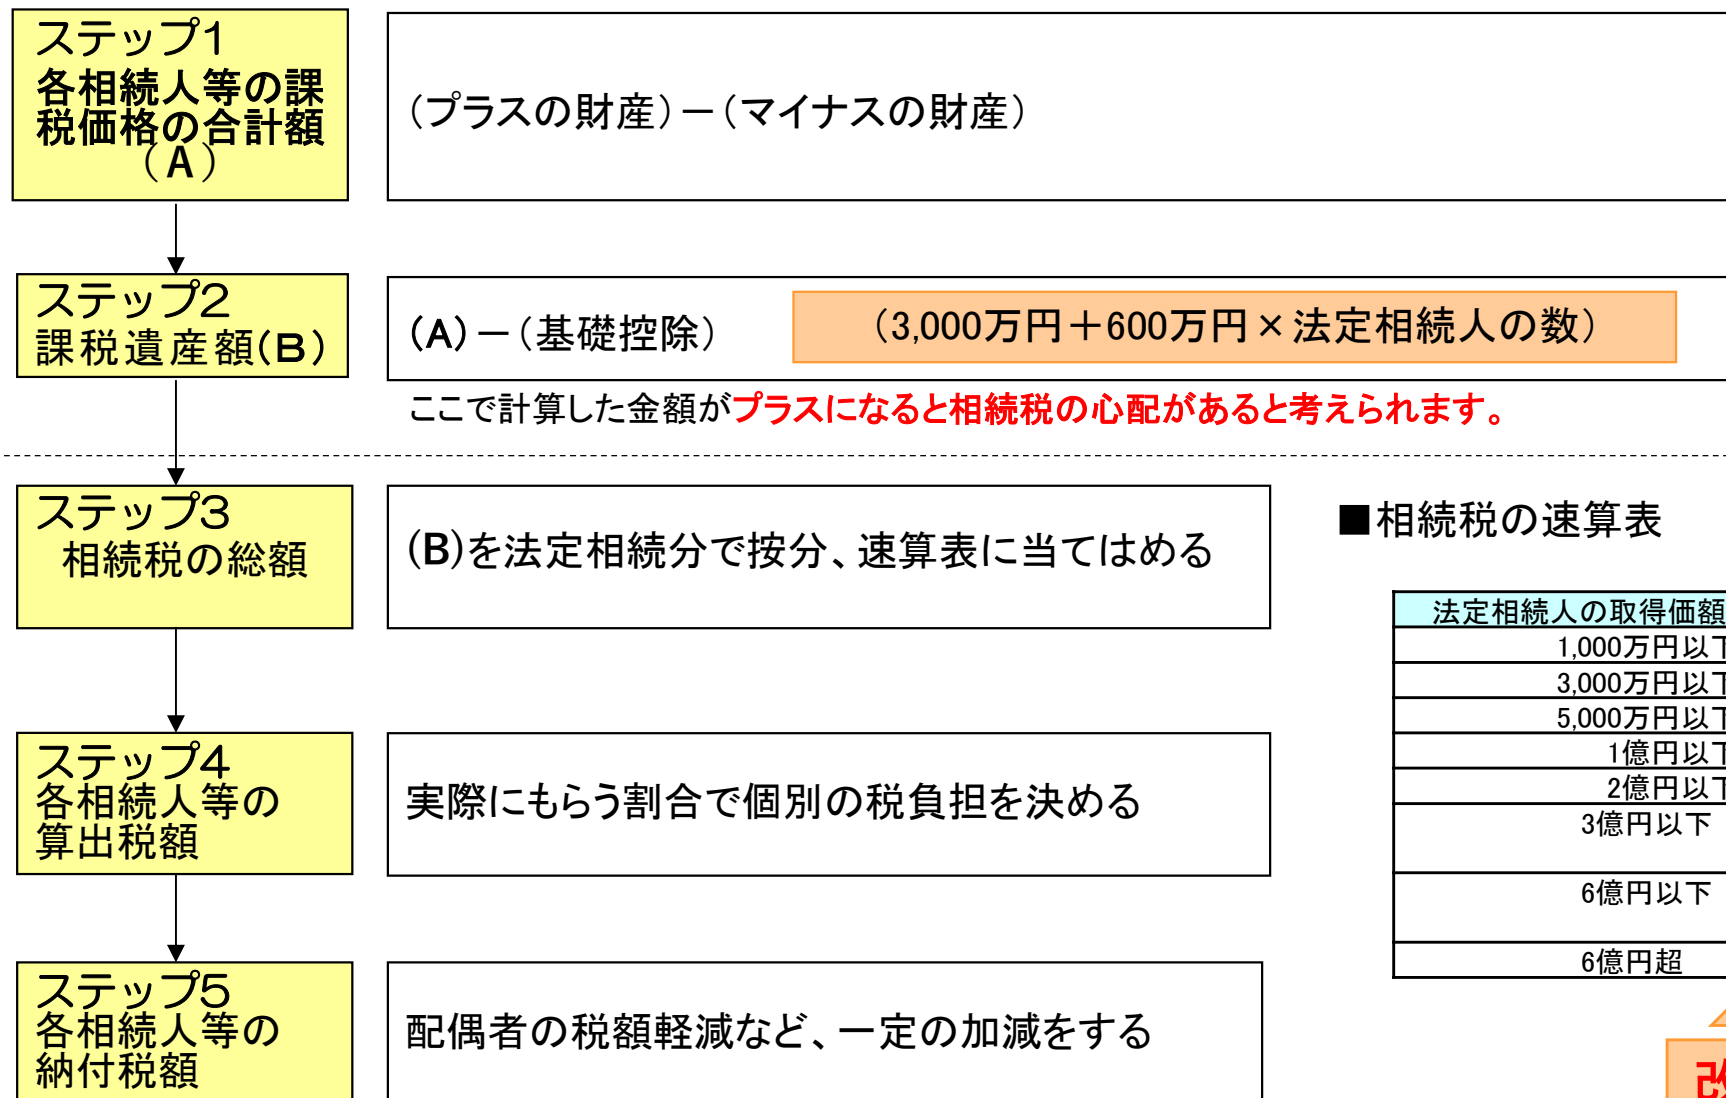 ステップ1
各相続人等の課
税価格の合計額
（A）
（プラスの財産）－（マイナスの財産）
ステップ2
課税遺産額(B)
(A)－（基礎控除）
（3,000万円＋600万円×法定相続人の数）
ここで計算した金額がプラスになると相続税の心配があると考えられます。
ステップ3
相続税の総額
(B)を法定相続分で按分、速算表に当てはめる
■相続税の速算表
法定相続人の取得価額
1,000万円以下
3,000万円以下
5,000万円以下
1億円以下
2億円以下
3億円以下
6億円以下
6億円超
ステップ4
各相続人等の
算出税額
実際にもらう割合で個別の税負担を決める
ステップ5
各相続人等の
納付税額
配偶者の税額軽減など、一定の加減をする